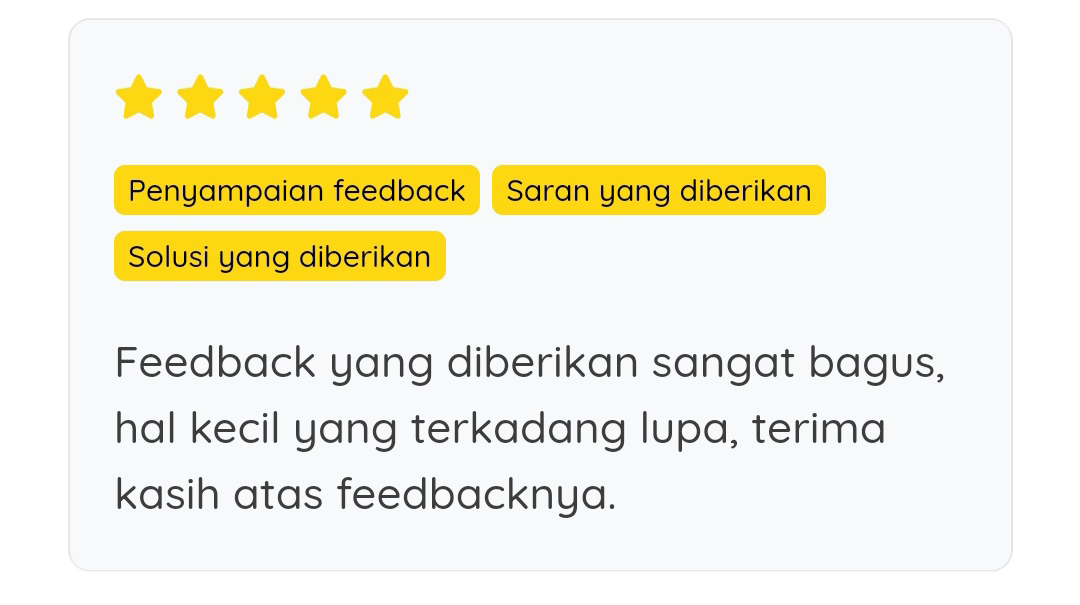 Penyampaian feedback Saran yang diberikan
Solusi yang diberikan
Feedback yang diberikan sangat bagus,
hal kecil yang terkadang lupa, terima
kasih atas feedbacknya.